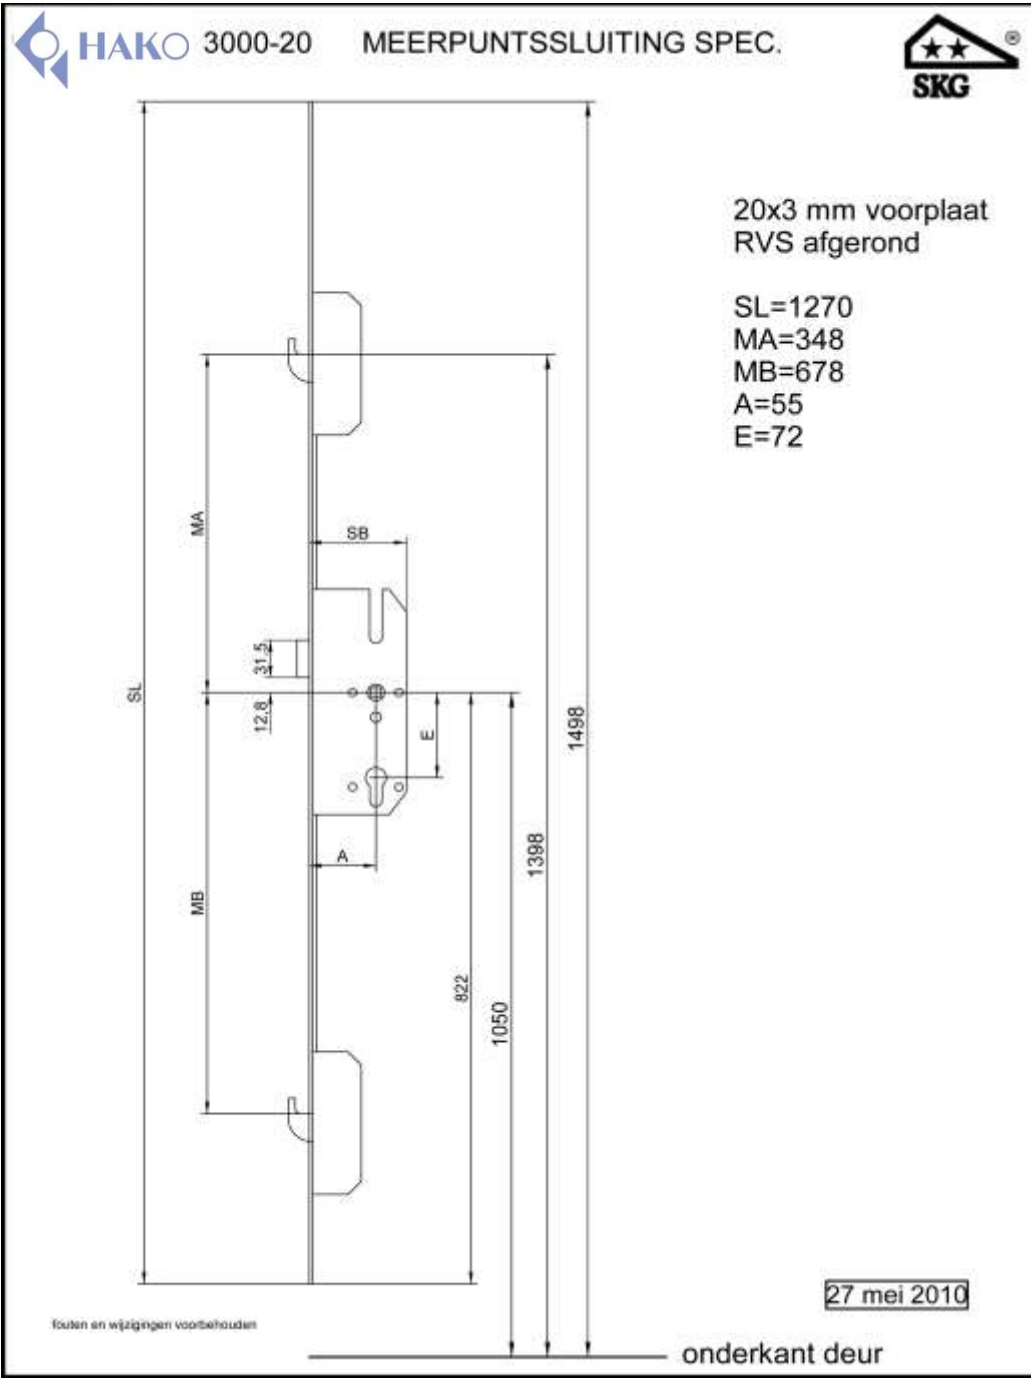 HAKO 3000-20 MEERPUNTSSLUITING SPEC.
SKG ®
20x3 mm voorplaat
RVS afgerond
SL=1270
MA=348
MB=678
A=55
E=72
MA
SB
31,5
SL
12,8
E
1498
A
1398
MB
822
1050
27 mei 2010
fouten en wijzigingen voorbehouden
onderkant deur